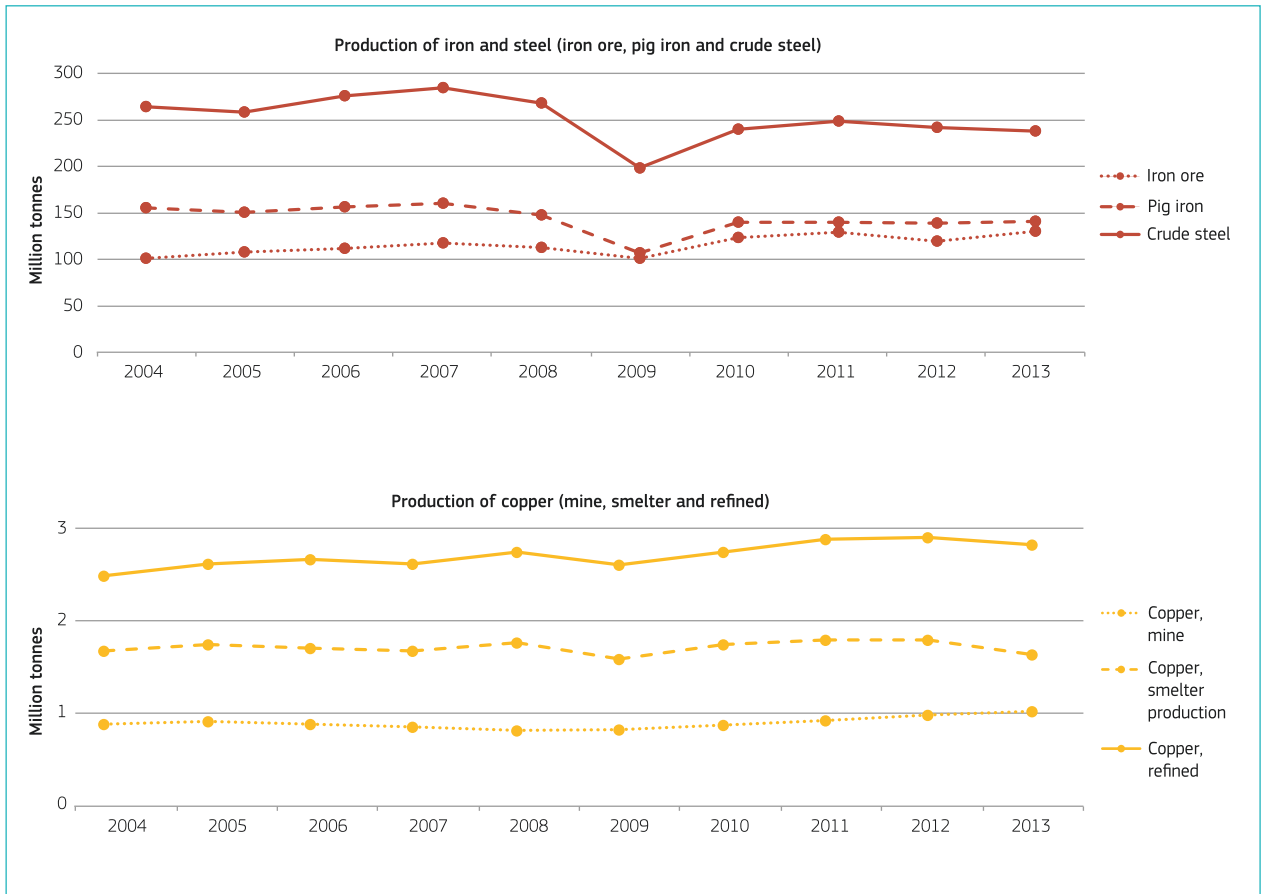 Production of iron and steel (iron ore, pig iron and crude steel)
Million tonnes
300
250
200
150
100
50
0
2004 2005 2006 2007 2008 2009 2010 2011 2012 2013
Iron ore
Pig iron
Crude steel
Production of copper (mine, smelter and refined)
Million tonnes
3
2
1
0
2004 2005 2006 2007 2008 2009 2010 2011 2012 2013
Copper,
mine
Copper,
smelter
production
Copper,
refined